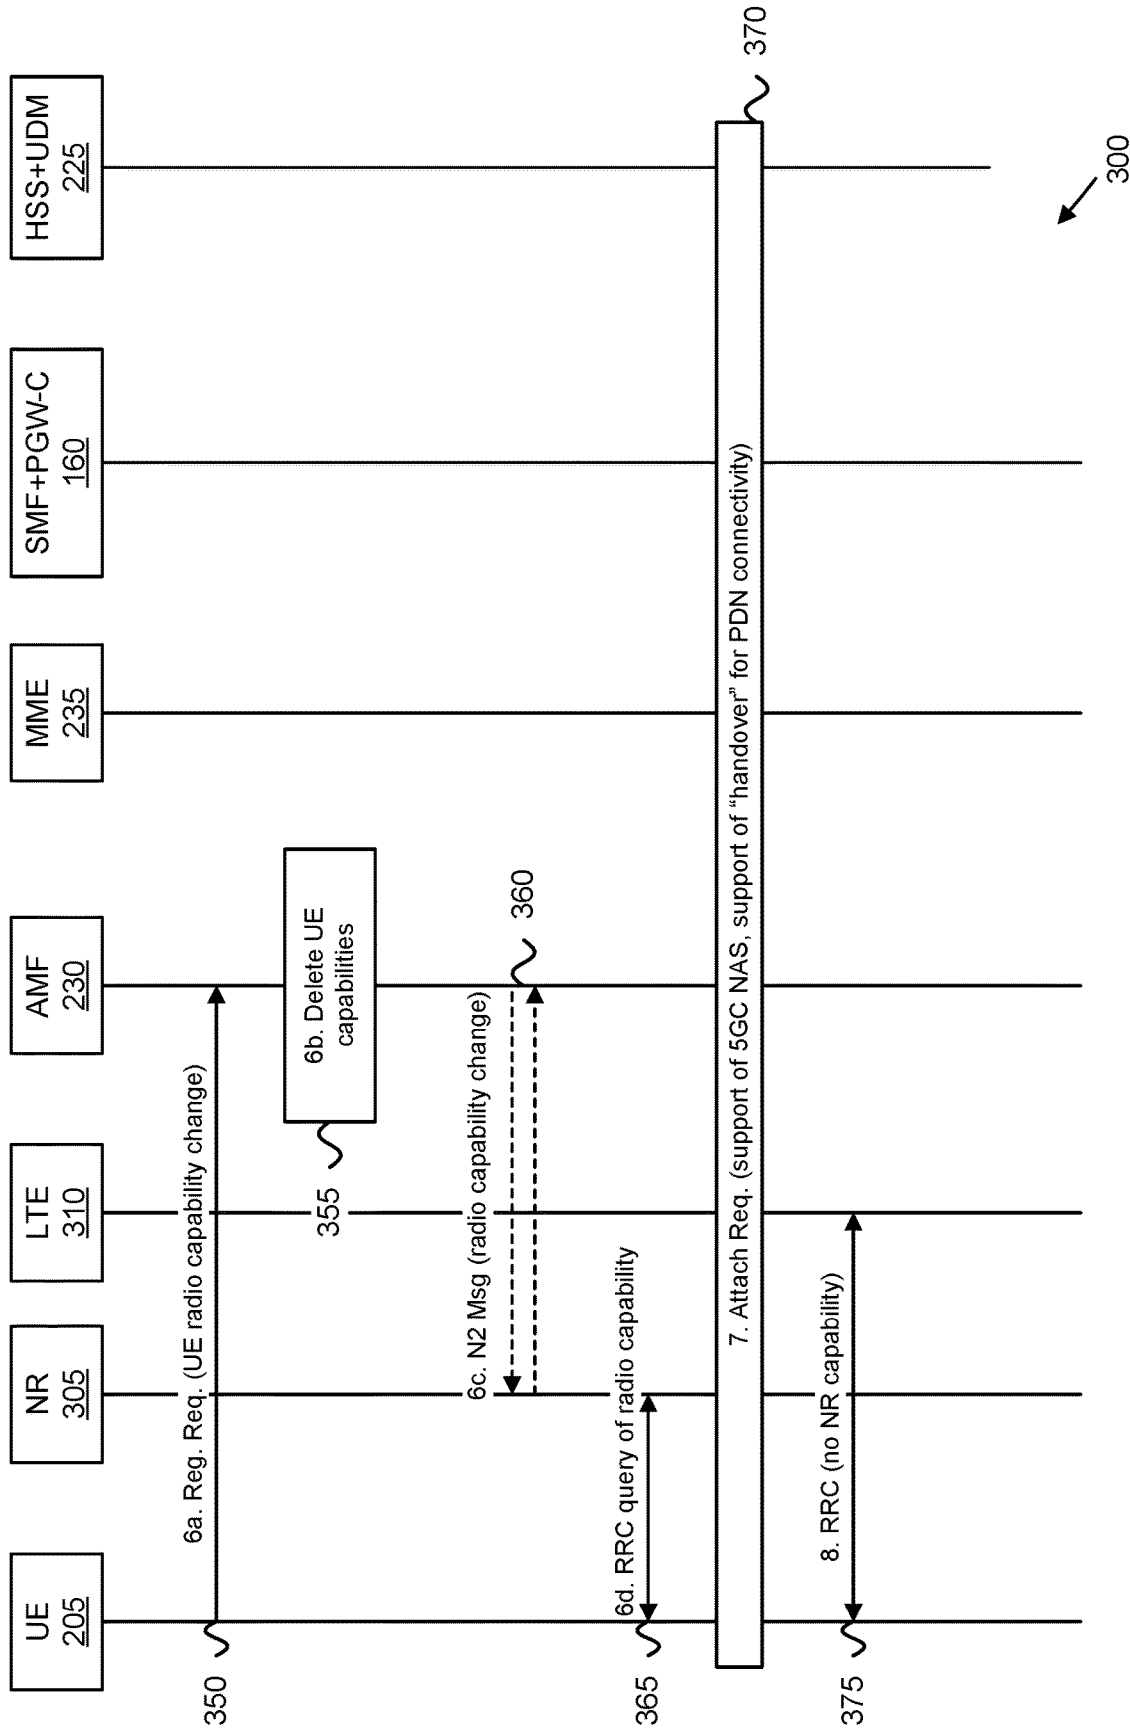 UE
205
NR
305
LTE
310
AMF
230
MME
235
SMF+PGW-C
160
HSS+UDM
225
6a. Reg. Req. (UE radio capability change)
350
6b. Delete UE
capabilities
355
6c. N2 Msg (radio capability change)
360
6d. RRC query of radio capability
365
7. Attach Req. (support of 5GC NAS, support of “handover” for PDN connectivity)
370
8. RRC (no NR capability)
375
300